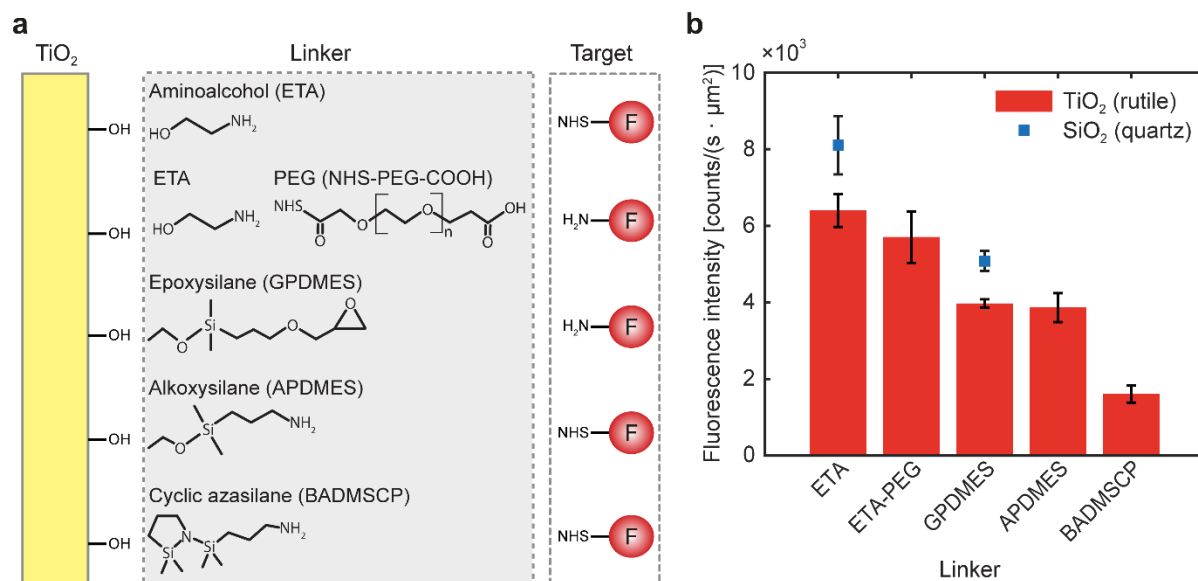 a
TiO₂
Linker
Target
Aminoalcohol (ETA)
OH
HO
NH₂
NHS
F
ETA
PEG (NHS-PEG-COOH)
OH
HO
NH₂
NHS
O
O
O
n
O
OH
H₂N
F
Epoxysilane (GPDMES)
OH
O
Si
O
O
H₂N
F
Alkoxysilane (APDMES)
OH
O
Si
NH₂
NHS
F
Cyclic azasilane (BADMSCP)
OH
Si
N
Si
NH₂
NHS
F
b
×10³
Fluorescence intensity [counts/(s · µm²)]
10
8
6
4
2
0
TiO₂ (rutile)
SiO₂ (quartz)
ETA
ETA-PEG
GPDMES
APDMES
BADMSCP
Linker